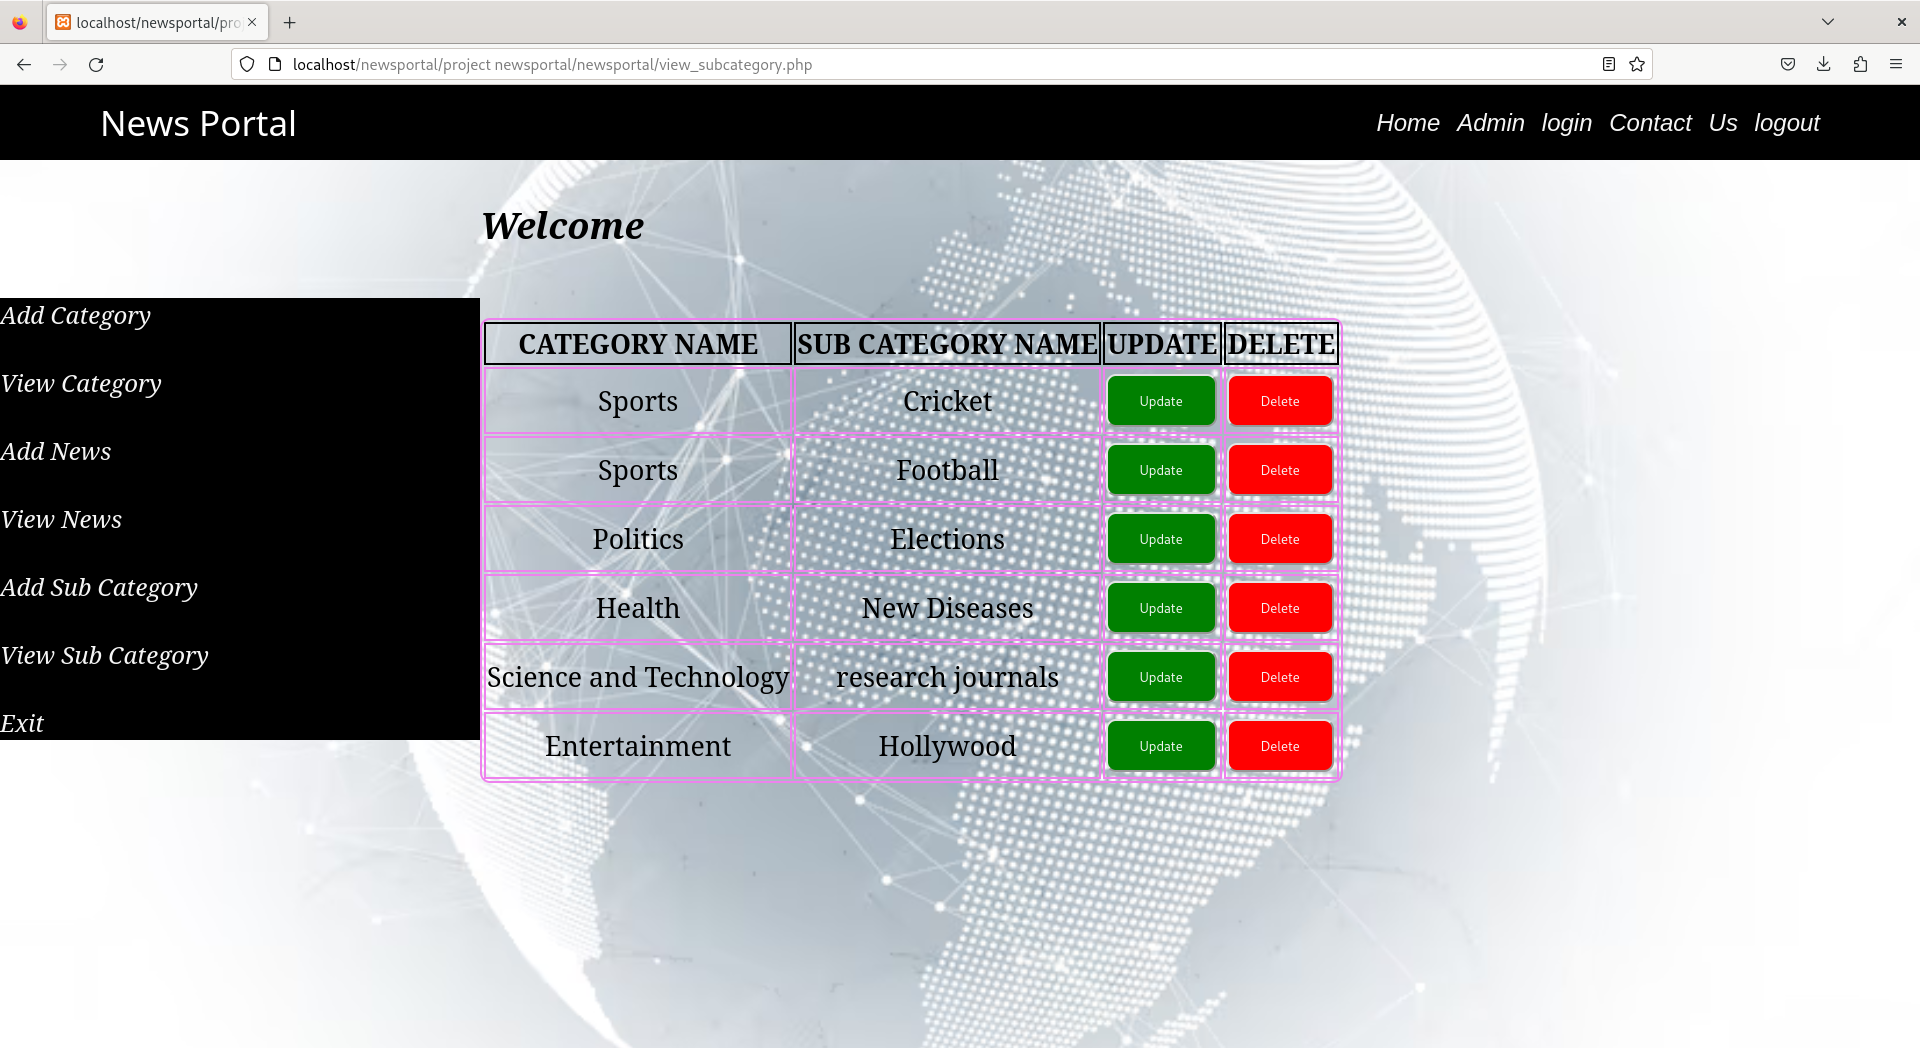 localhost/newsportal/pro
localhost/newsportal/project newsportal/newsportal/view_subcategory.php
News Portal
Home Admin login Contact Us logout
Welcome
Add Category
View Category
Add News
View News
Add Sub Category
View Sub Category
Exit
CATEGORY NAME SUB CATEGORY NAME UPDATE DELETE
Sports Cricket Update Delete
Sports Football Update Delete
Politics Elections Update Delete
Health New Diseases Update Delete
Science and Technology research journals Update Delete
Entertainment Hollywood Update Delete